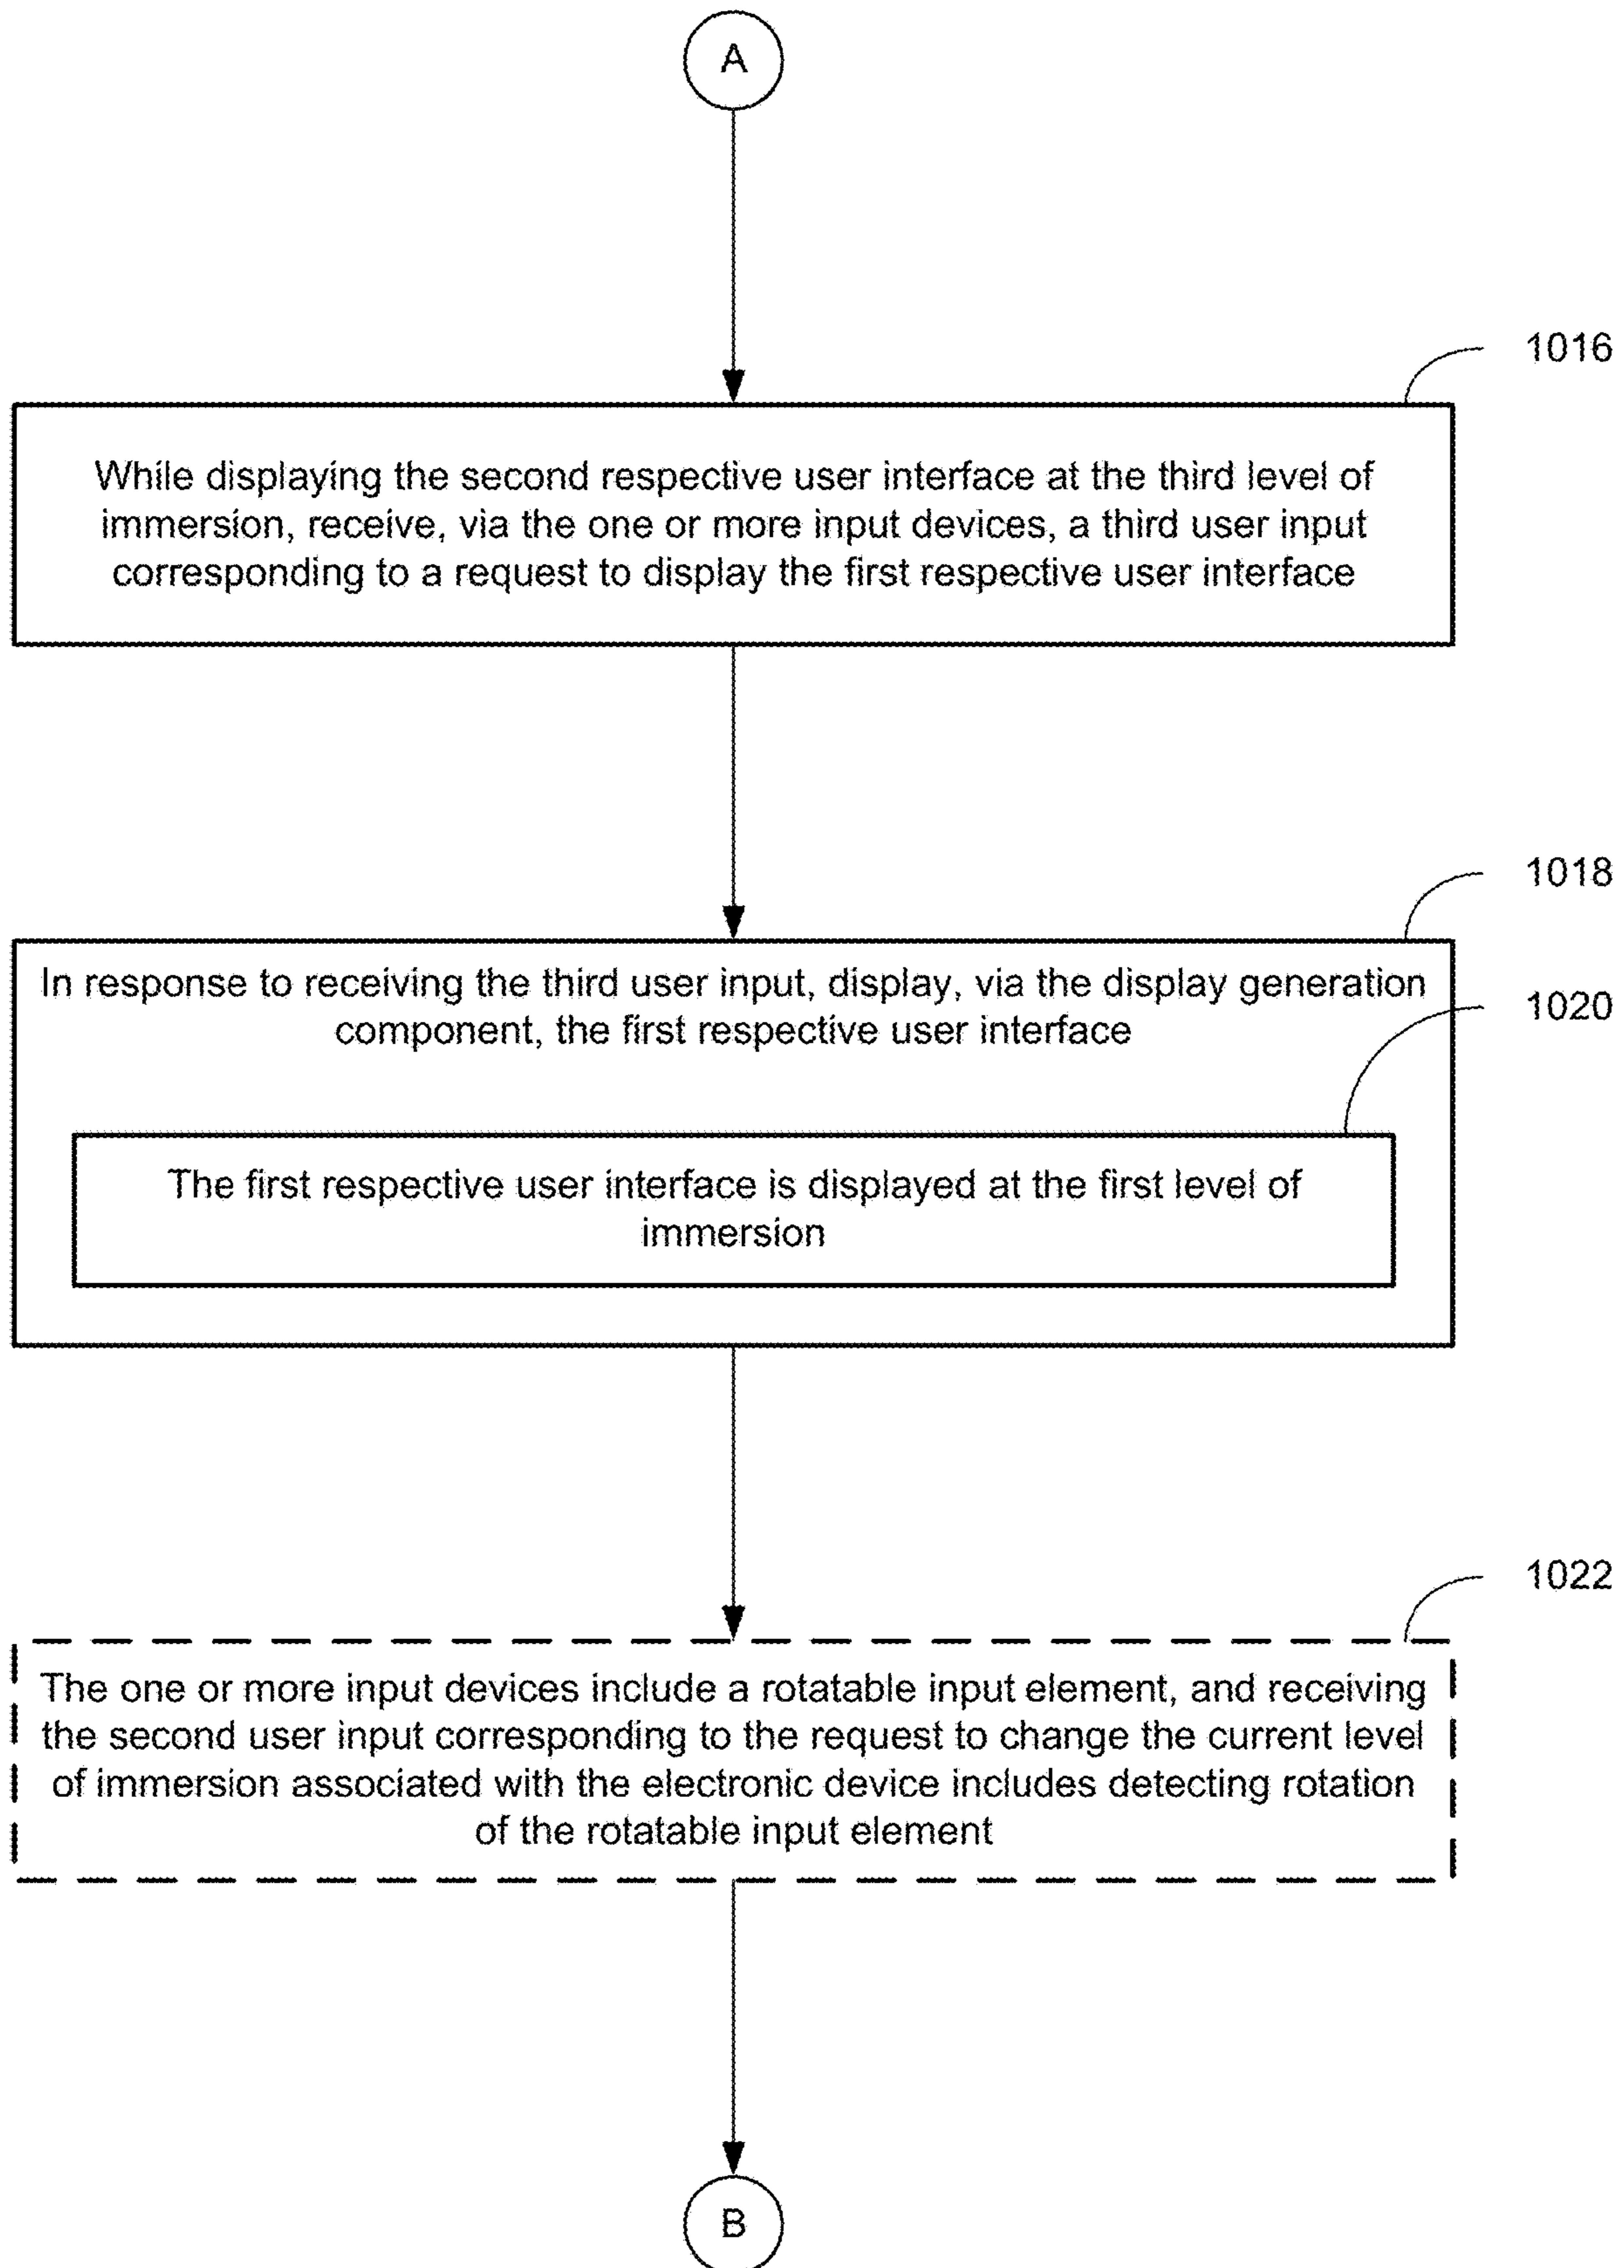 A
1016
While displaying the second respective user interface at the third level of
immersion, receive, via the one or more input devices, a third user input
corresponding to a request to display the first respective user interface
1018
In response to receiving the third user input, display, via the display generation
component, the first respective user interface
1020
The first respective user interface is displayed at the first level of
immersion
1022
The one or more input devices include a rotatable input element, and receiving
the second user input corresponding to the request to change the current level
of immersion associated with the electronic device includes detecting rotation
of the rotatable input element
B